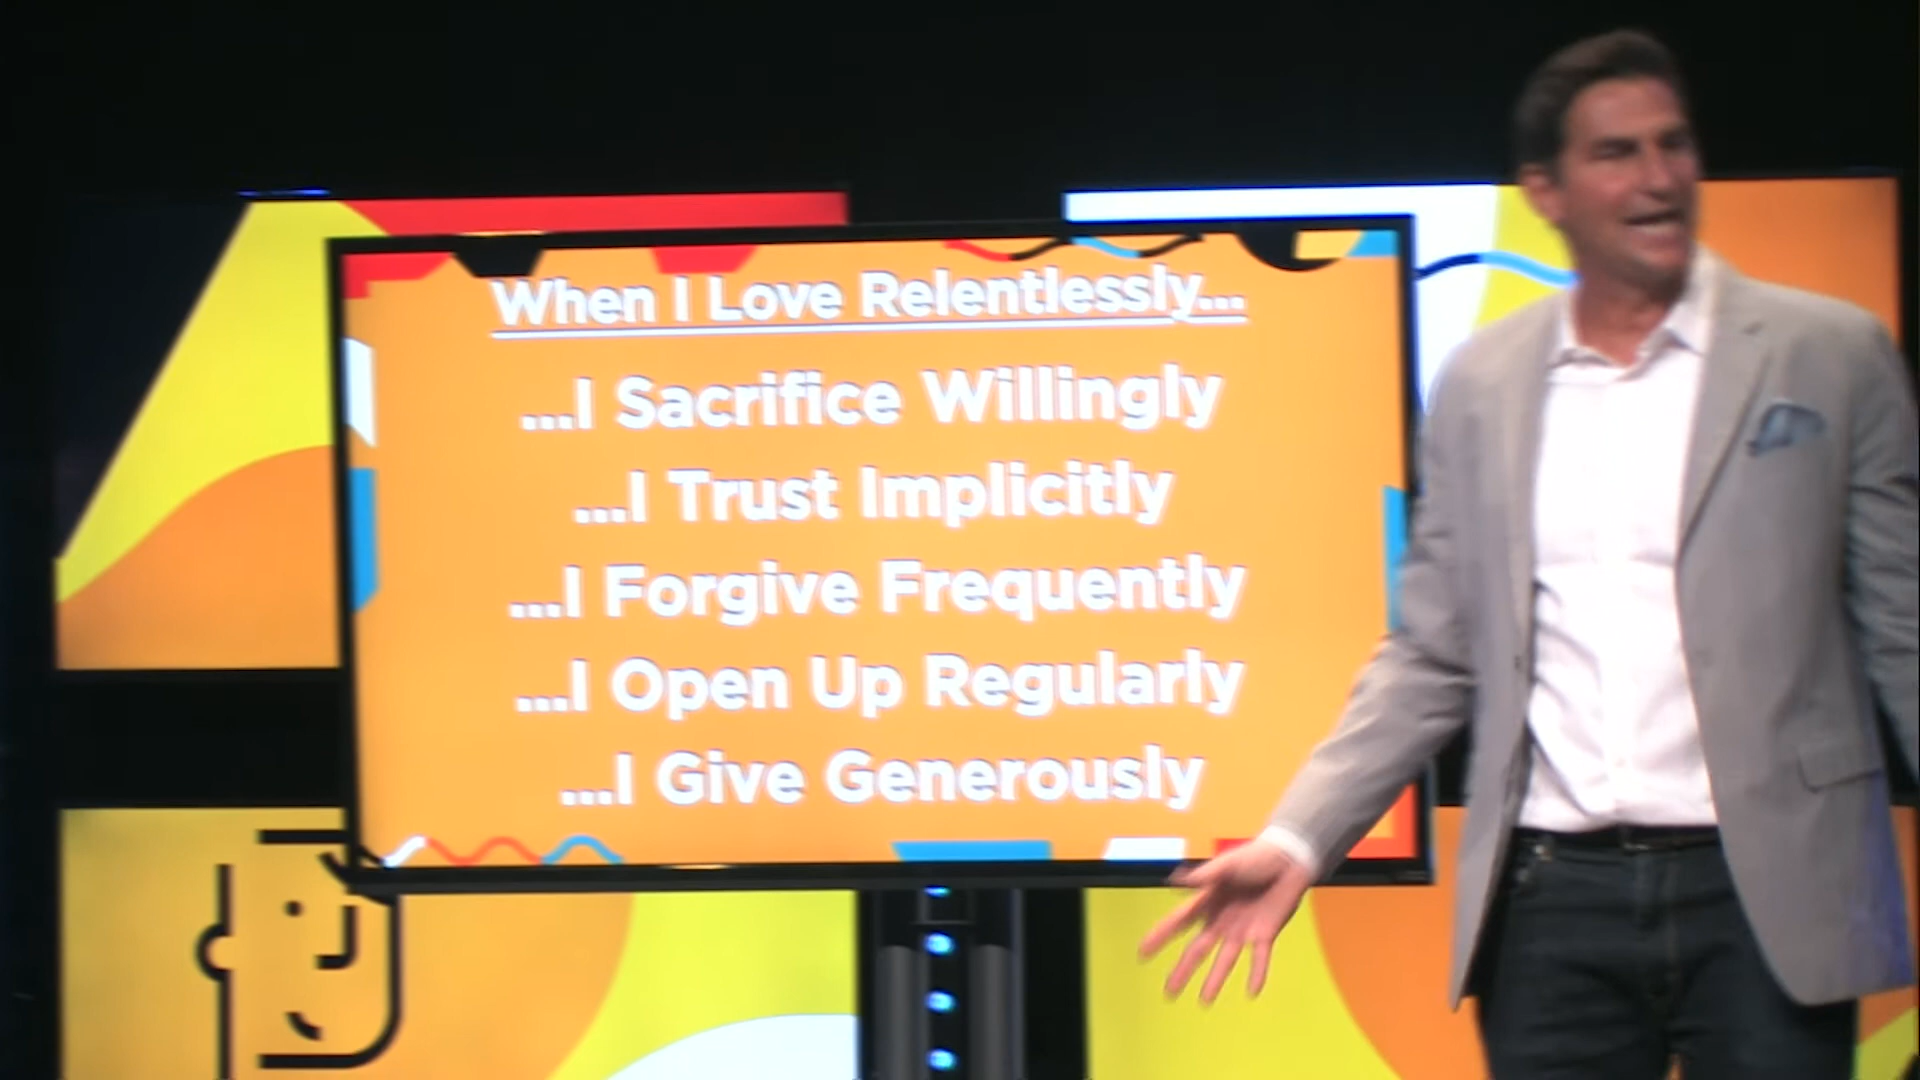 When I Love Relentlessly...
...I Sacrifice Willingly
...I Trust Implicitly
...I Forgive Frequently
...I Open Up Regularly
...I Give Generously